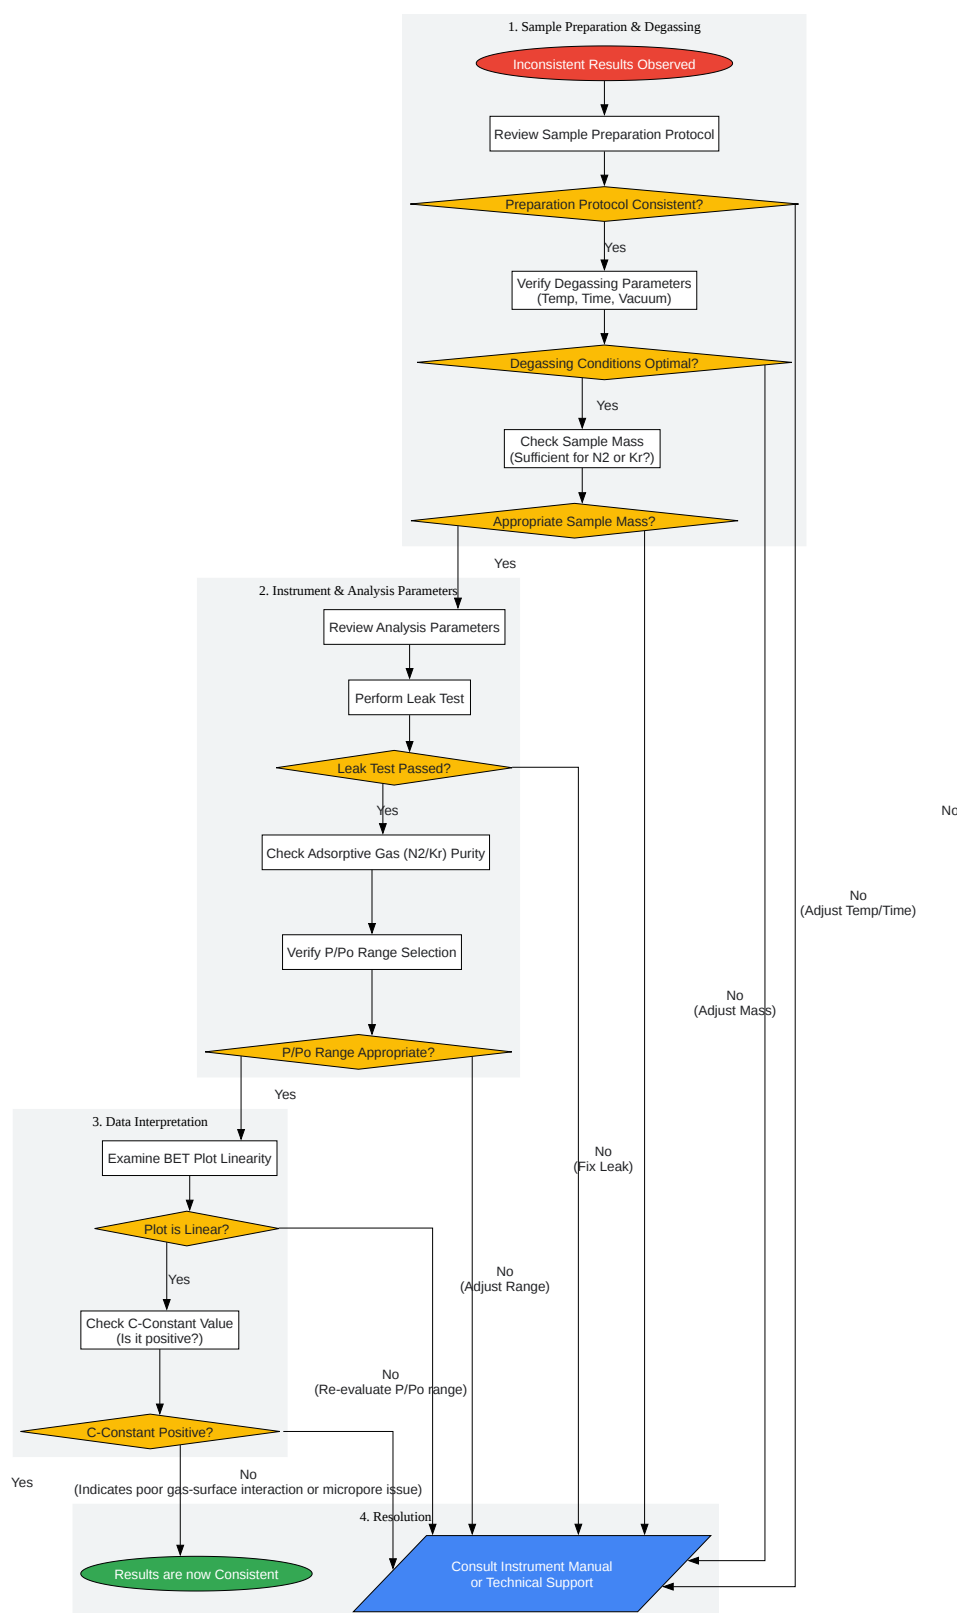 1. Sample Preparation & Degassing
Inconsistent Results Observed
Review Sample Preparation Protocol
Preparation Protocol Consistent?
Yes
Verify Degassing Parameters
(Temp, Time, Vacuum)
Degassing Conditions Optimal?
Yes
Check Sample Mass
(Sufficient for N2 or Kr?)
Appropriate Sample Mass?
Yes
2. Instrument & Analysis Parameters
Review Analysis Parameters
Perform Leak Test
Leak Test Passed?
Yes
No
Check Adsorptive Gas (N2/Kr) Purity
No
(Adjust Temp/Time)
Verify P/Po Range Selection
No
(Adjust Mass)
P/Po Range Appropriate?
Yes
3. Data Interpretation
Examine BET Plot Linearity
No
(Fix Leak)
Plot is Linear?
Yes
No
(Adjust Range)
Check C-Constant Value
(Is it positive?)
No
(Re-evaluate P/Po range)
C-Constant Positive?
Yes
No
(Indicates poor gas-surface interaction or micropore issue)
4. Resolution
Results are now Consistent
Consult Instrument Manual
or Technical Support